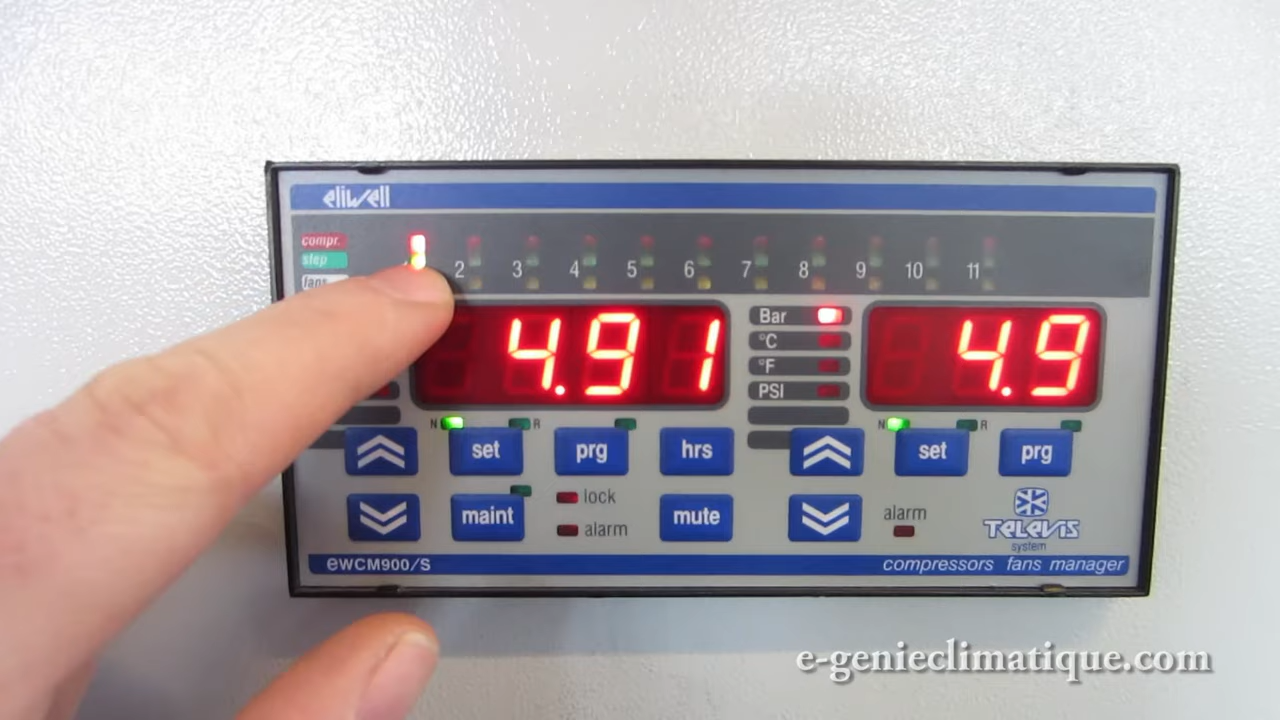 eliwell
compr.
step
fans
2 3 4 5 6 7 8 9 10 11
4.91
Bar
°C
°F
PSI
4.9
N R
N R
set prg hrs
set prg
maint
lock
alarm
mute
alarm
TELEVIS
system
eWCM900/S
compressors fans manager
e-genieclimatique.com